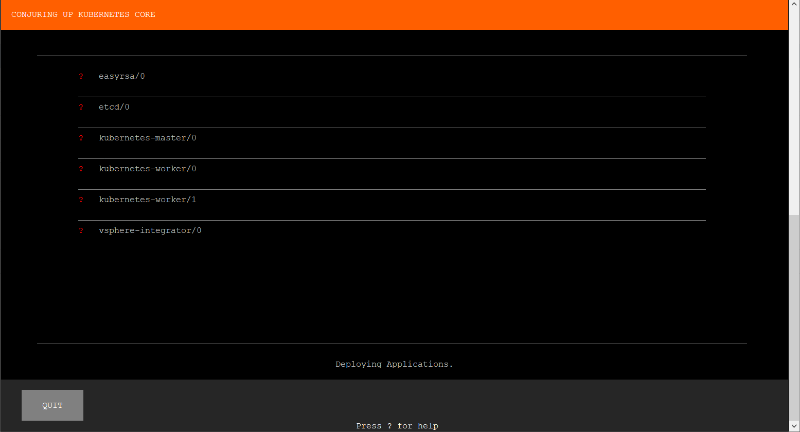 CONJURING UP KUBERNETES CORE
? easyrsa/0
? etcd/0
? kubernetes-master/0
? kubernetes-worker/0
? kubernetes-worker/1
? vsphere-integrator/0
Deploying Applications.
QUIT
Press ? for help